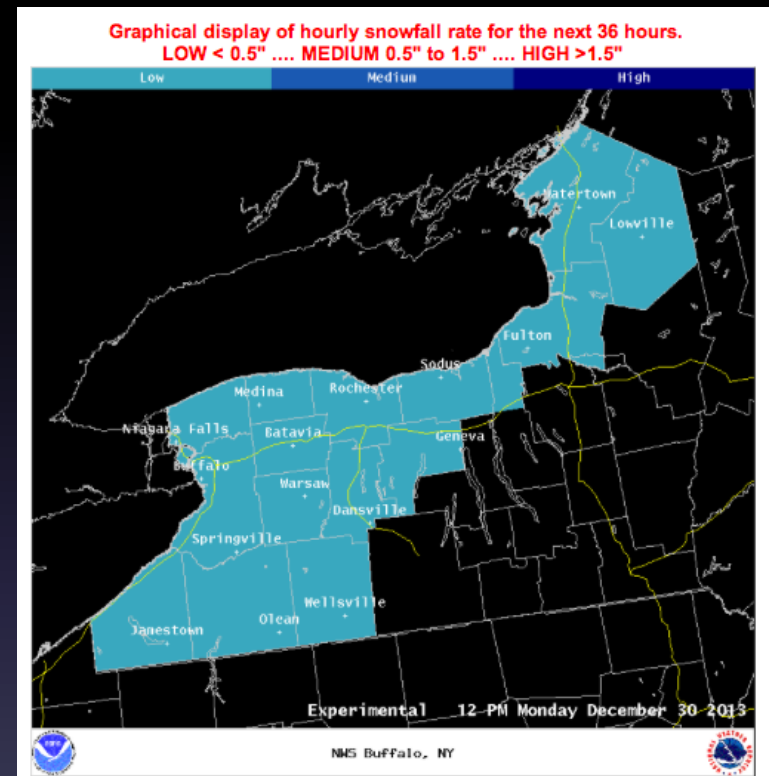 Graphical display of hourly snowfall rate for the next 36 hours.
LOW < 0.5" .... MEDIUM 0.5" to 1.5" .... HIGH >1.5"
Low Medium High
Watertown
Lowville
Fulton
Sodus
Medina Rochester
Niagara Falls Batavia Geneva
Buffalo
Warsaw
Dansville
Springville
Wellsville
Olean
Jamestown
Experimental 12 PM Monday December 30 2013
NWS Buffalo, NY